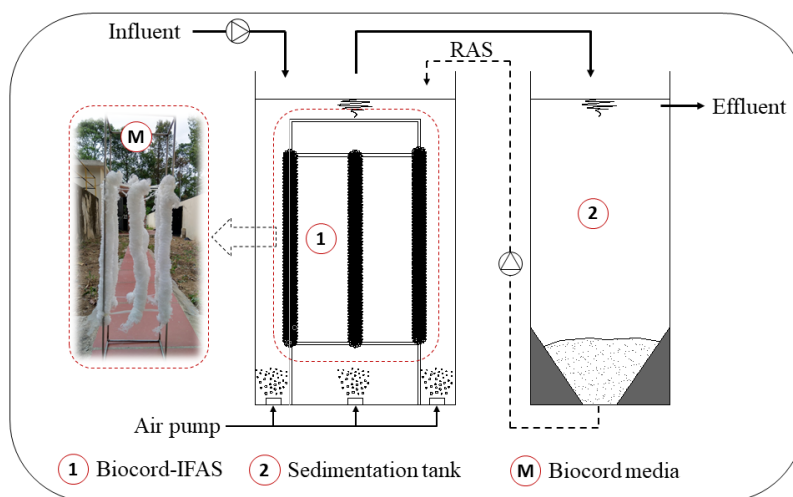 Influent
RAS
Effluent
M
1
2
Air pump
1 Biocord-IFAS 2 Sedimentation tank M Biocord media